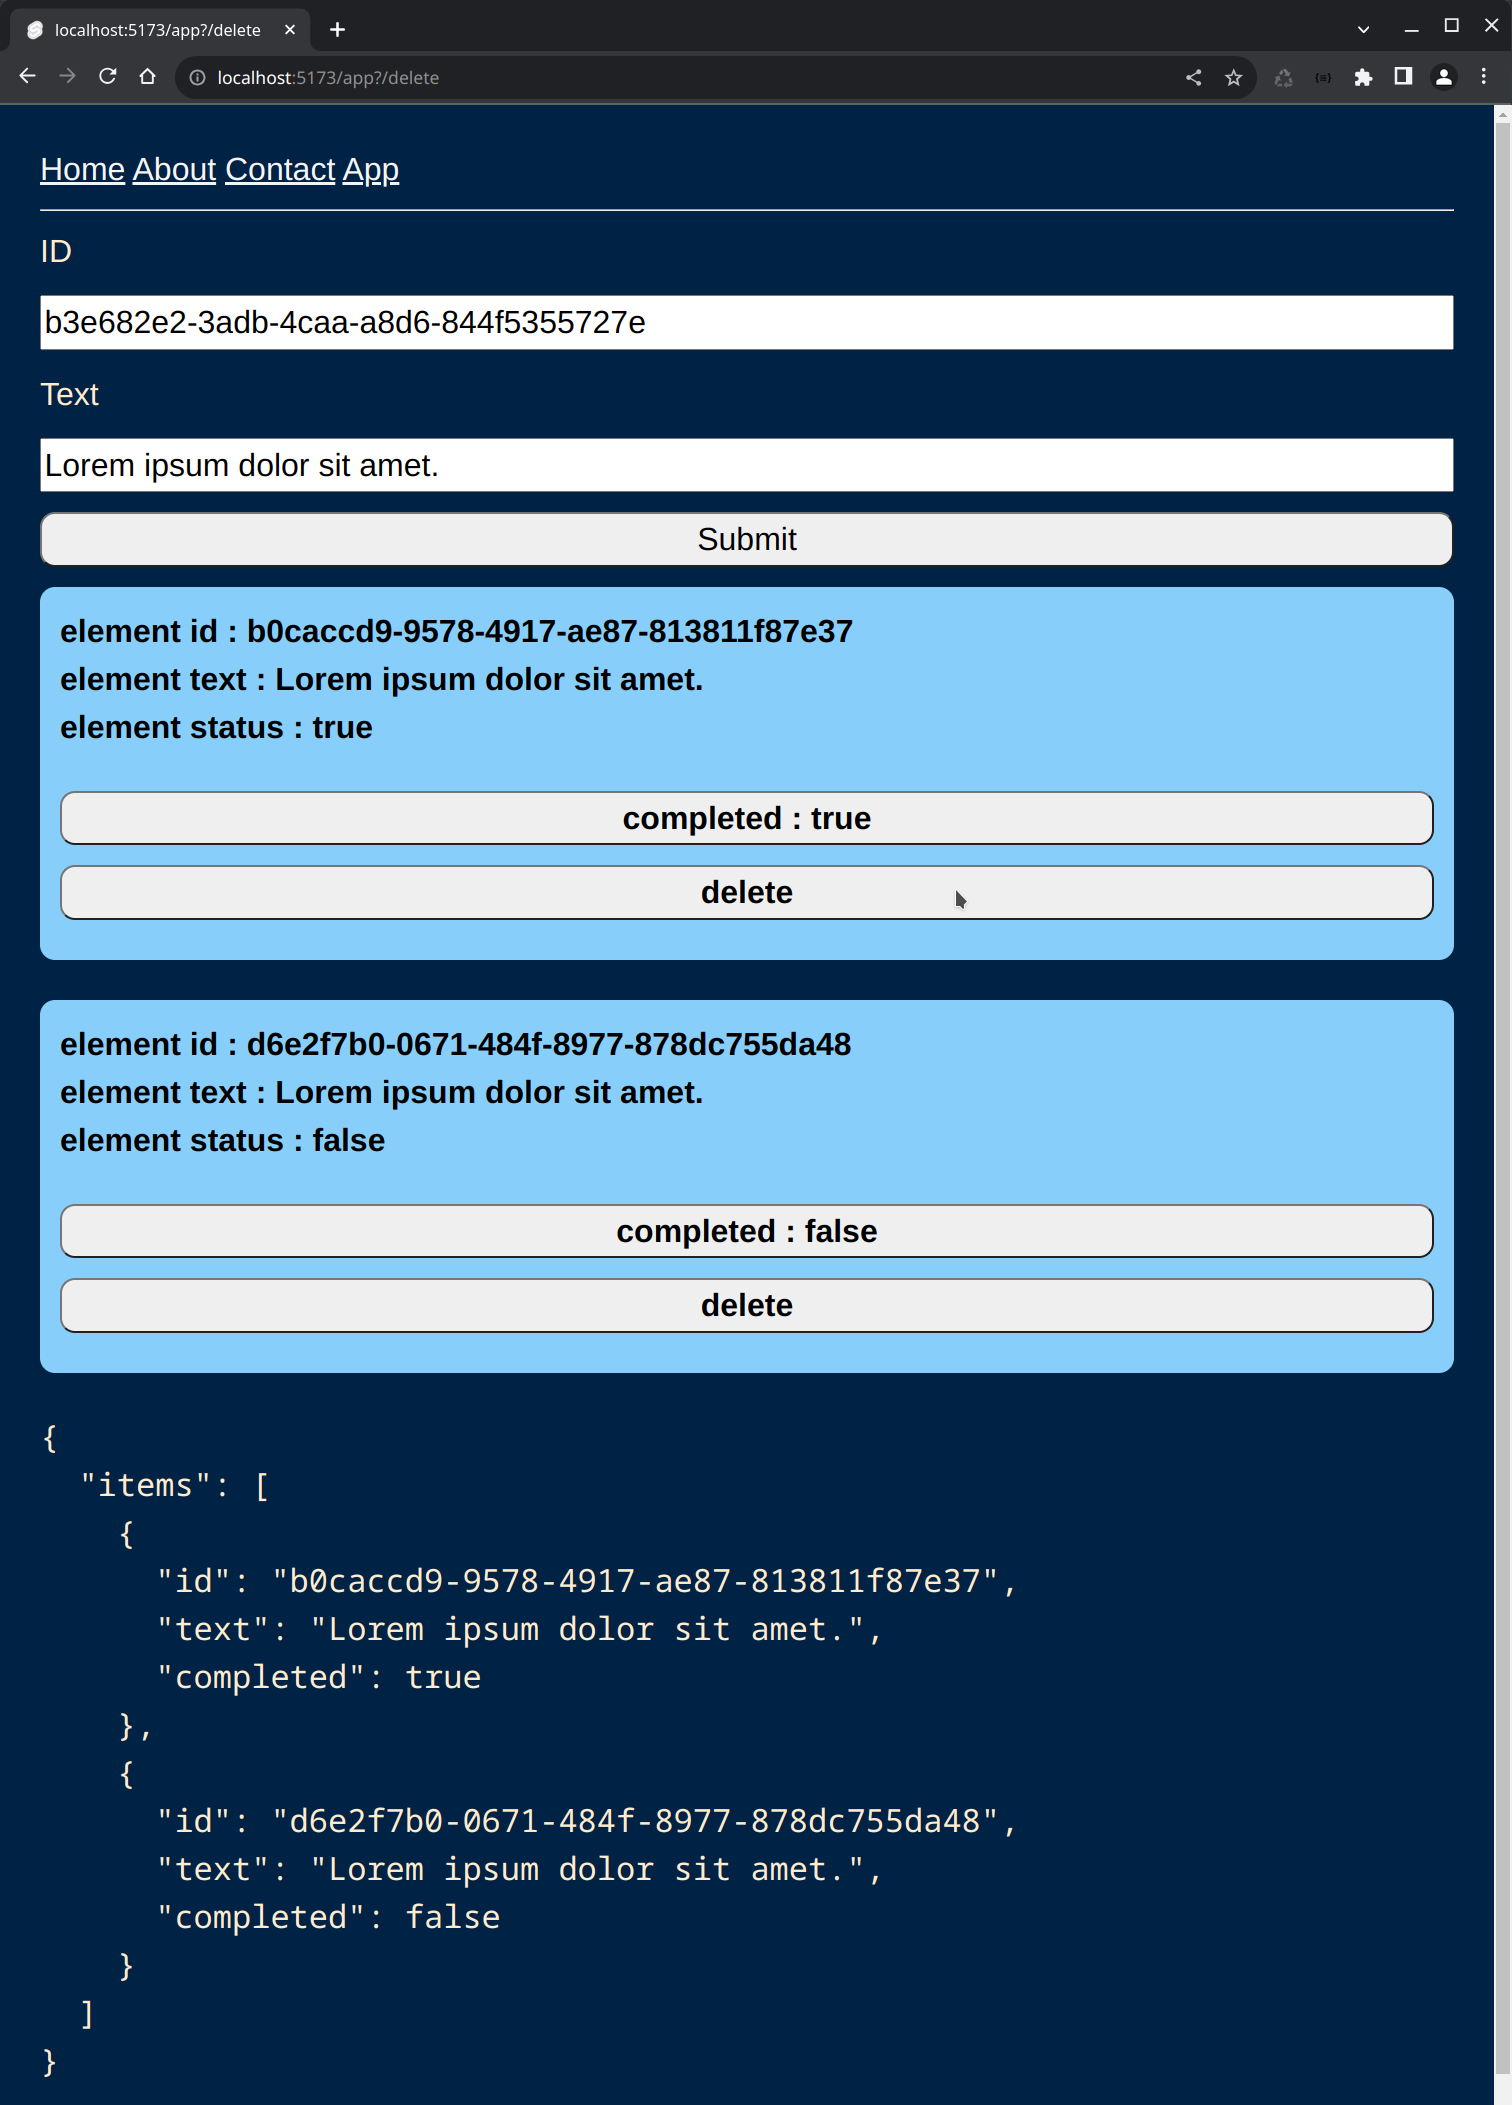 localhost:5173/app?/delete
localhost:5173/app?/delete
Home About Contact App
ID
b3e682e2-3adb-4caa-a8d6-844f5355727e
Text
Lorem ipsum dolor sit amet.
Submit
element id : b0caccd9-9578-4917-ae87-813811f87e37
element text : Lorem ipsum dolor sit amet.
element status : true
completed : true
delete
element id : d6e2f7b0-0671-484f-8977-878dc755da48
element text : Lorem ipsum dolor sit amet.
element status : false
completed : false
delete
{
  "items": [
    {
      "id": "b0caccd9-9578-4917-ae87-813811f87e37",
      "text": "Lorem ipsum dolor sit amet.",
      "completed": true
    },
    {
      "id": "d6e2f7b0-0671-484f-8977-878dc755da48",
      "text": "Lorem ipsum dolor sit amet.",
      "completed": false
    }
  ]
}